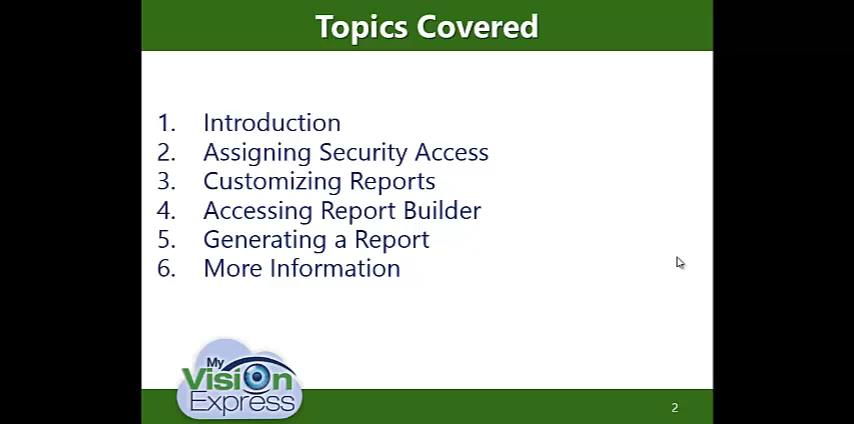 Topics Covered
1. Introduction
2. Assigning Security Access
3. Customizing Reports
4. Accessing Report Builder
5. Generating a Report
6. More Information
My
Vision
Express
2